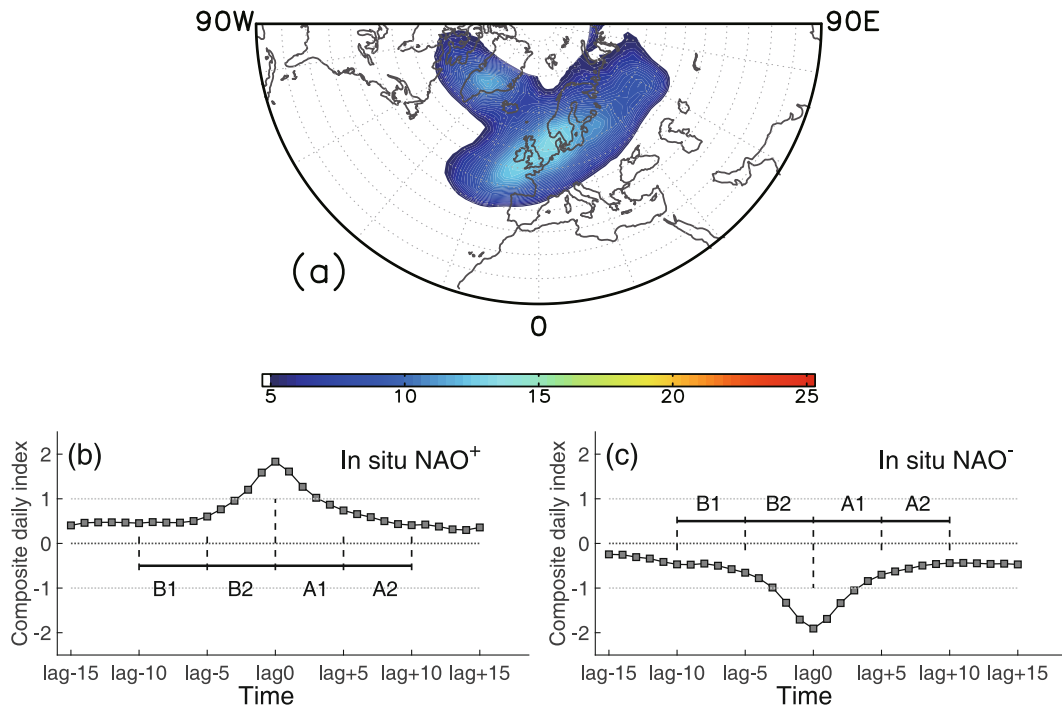 90W 90E
(a)
0
5 10 15 20 25
(b) In situ NAO+
Composite daily index
2
1
0
-1
-2
B1 B2 A1 A2
lag-15 lag-10 lag-5 lag0 lag+5 lag+10 lag+15
Time
(c) In situ NAO-
Composite daily index
2
1
0
-1
-2
B1 B2 A1 A2
lag-15 lag-10 lag-5 lag0 lag+5 lag+10 lag+15
Time